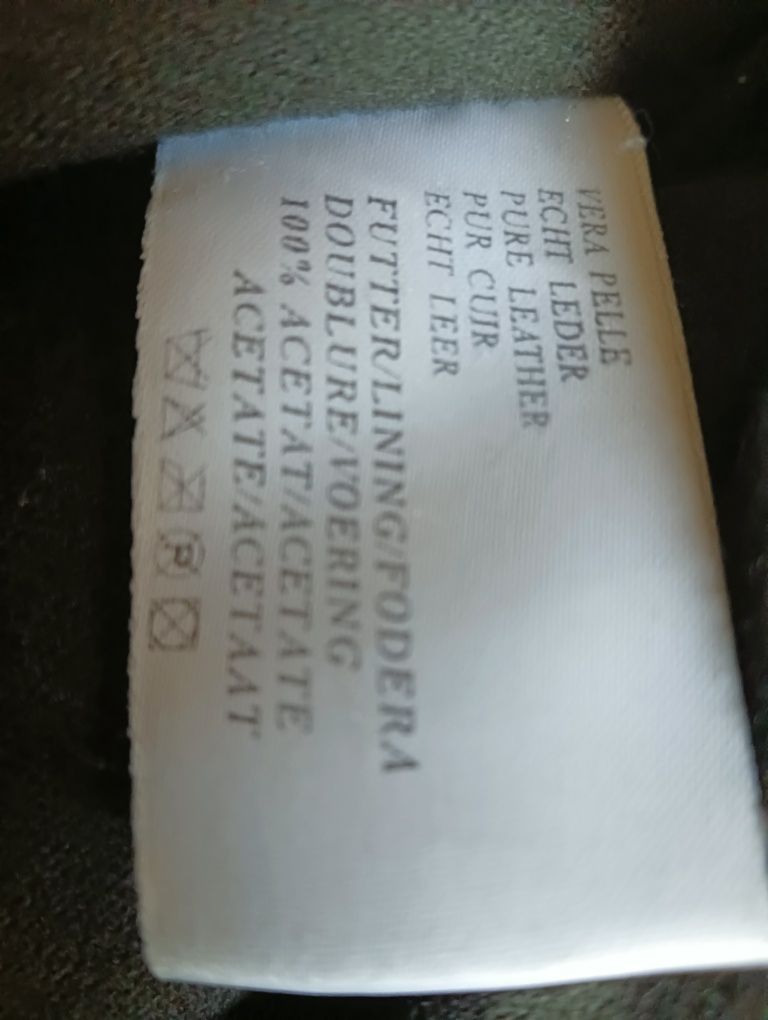 VERA PELLE
ECHT LEDER
PURE LEATHER
PUR CUIR
ECHT LEER
FUTTER/LINING/FODERA
DOUBLURE/VOERING
100% ACETAT/ACETATE
ACETATE/ACETAAT
P